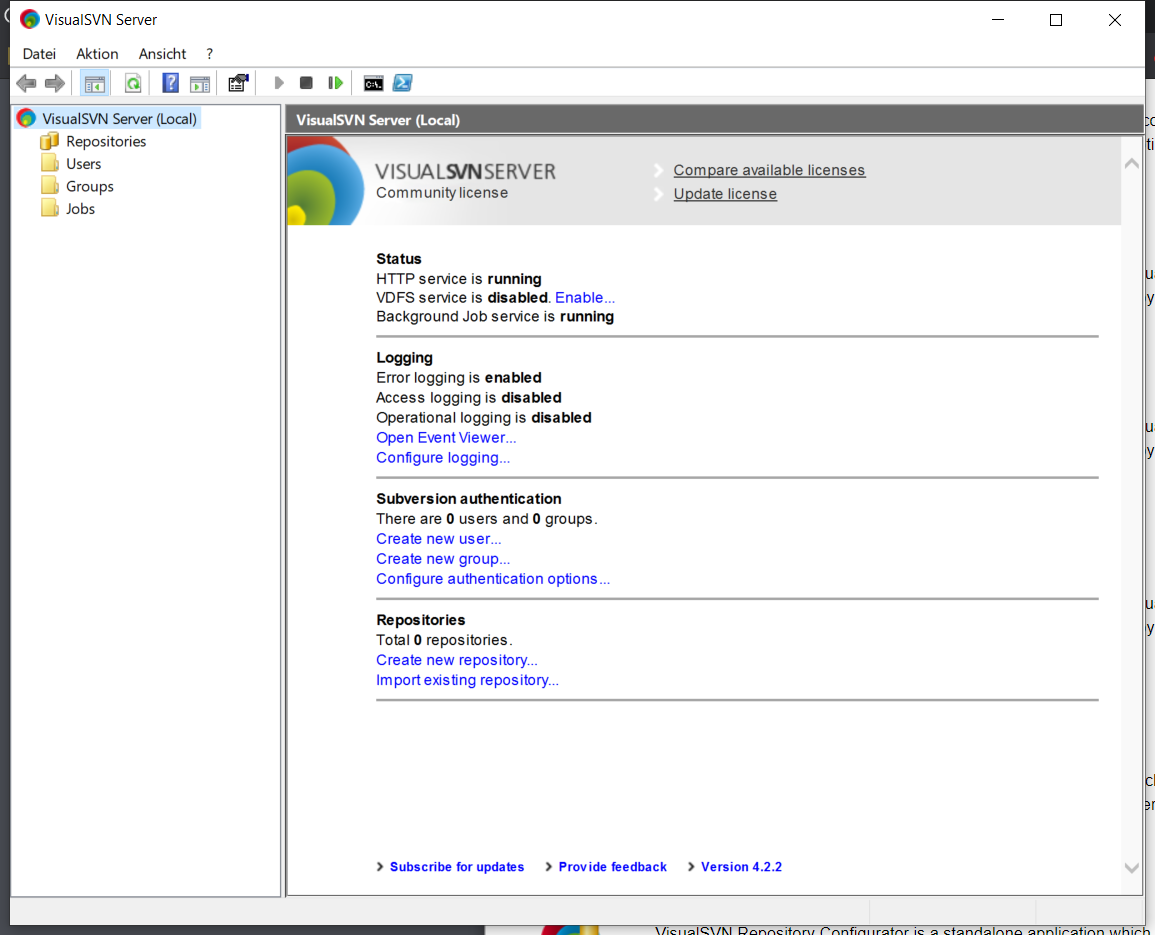 VisualSVN Server
Datei Aktion Ansicht ?
C:\.
VisualSVN Server (Local)
Repositories
Users
Groups
Jobs
VisualSVN Server (Local)
VISUALSVNSERVER
Community license
Compare available licenses
Update license
Status
HTTP service is running
VDFS service is disabled. Enable...
Background Job service is running
Logging
Error logging is enabled
Access logging is disabled
Operational logging is disabled
Open Event Viewer...
Configure logging...
Subversion authentication
There are 0 users and 0 groups.
Create new user...
Create new group...
Configure authentication options...
Repositories
Total 0 repositories.
Create new repository...
Import existing repository...
Subscribe for updates Provide feedback Version 4.2.2
VisualSVN Repository Configurator is a standalone application which